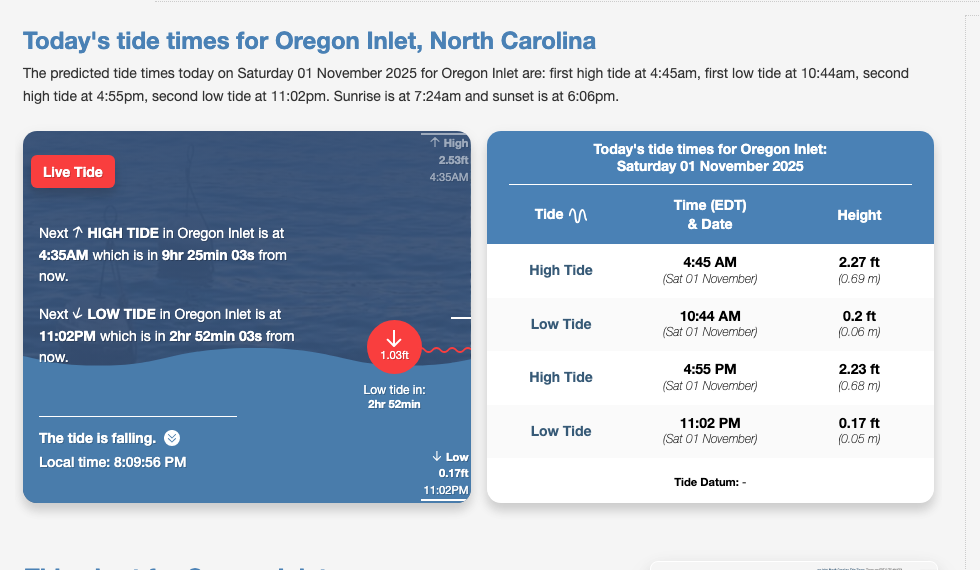 Today's tide times for Oregon Inlet, North Carolina
The predicted tide times today on Saturday 01 November 2025 for Oregon Inlet are: first high tide at 4:45am, first low tide at 10:44am, second
high tide at 4:55pm, second low tide at 11:02pm. Sunrise is at 7:24am and sunset is at 6:06pm.
Live Tide
↑ High
2.53ft
4:35AM
Next ↑ HIGH TIDE in Oregon Inlet is at
4:35AM which is in 9hr 25min 03s from
now.
Next ↓ LOW TIDE in Oregon Inlet is at
11:02PM which is in 2hr 52min 03s from
now.
1.03ft
Low tide in:
2hr 52min
The tide is falling.
Local time: 8:09:56 PM
↓ Low
0.17ft
11:02PM
Today's tide times for Oregon Inlet:
Saturday 01 November 2025
Tide Time (EDT) & Date Height
High Tide 4:45 AM 2.27 ft
(Sat 01 November) (0.69 m)
Low Tide 10:44 AM 0.2 ft
(Sat 01 November) (0.06 m)
High Tide 4:55 PM 2.23 ft
(Sat 01 November) (0.68 m)
Low Tide 11:02 PM 0.17 ft
(Sat 01 November) (0.05 m)
Tide Datum: -